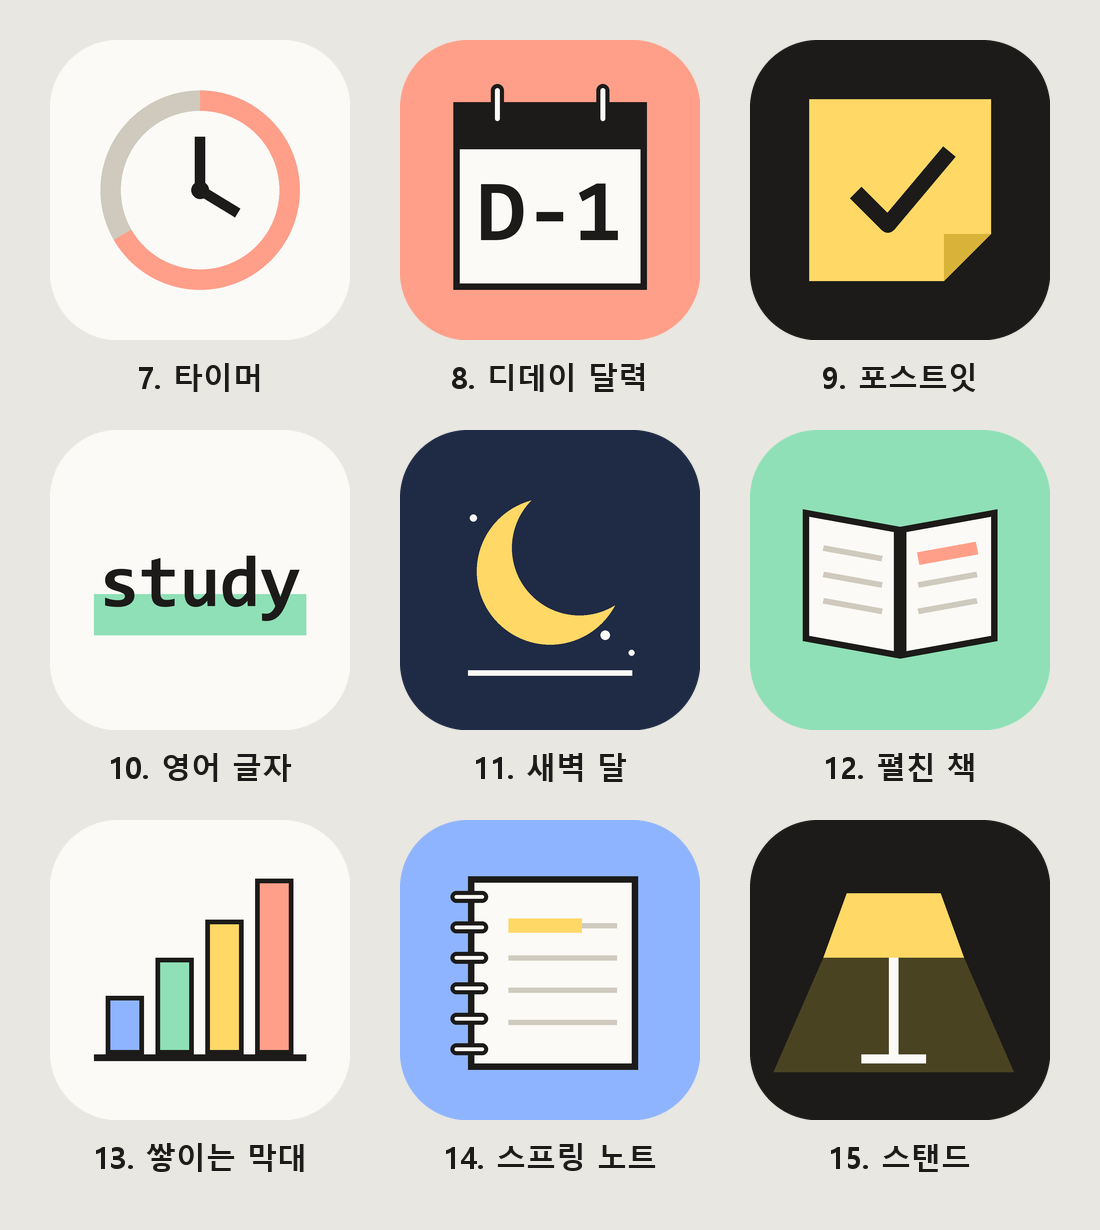 D-1
7. 타이머
8. 디데이 달력
9. 포스트잇
study
10. 영어 글자
11. 새벽 달
12. 펼친 책
13. 쌓이는 막대
14. 스프링 노트
15. 스탠드